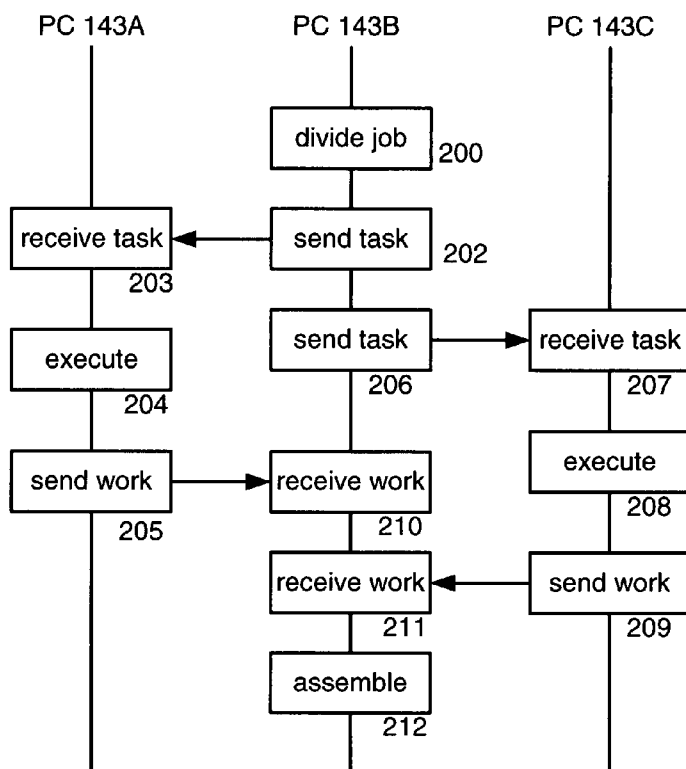 PC 143A PC 143B PC 143C
divide job
200
receive task send task
203 202
send task receive task
206 207
execute
204
execute
208
send work receive work
205 210
receive work send work
211 209
assemble
212